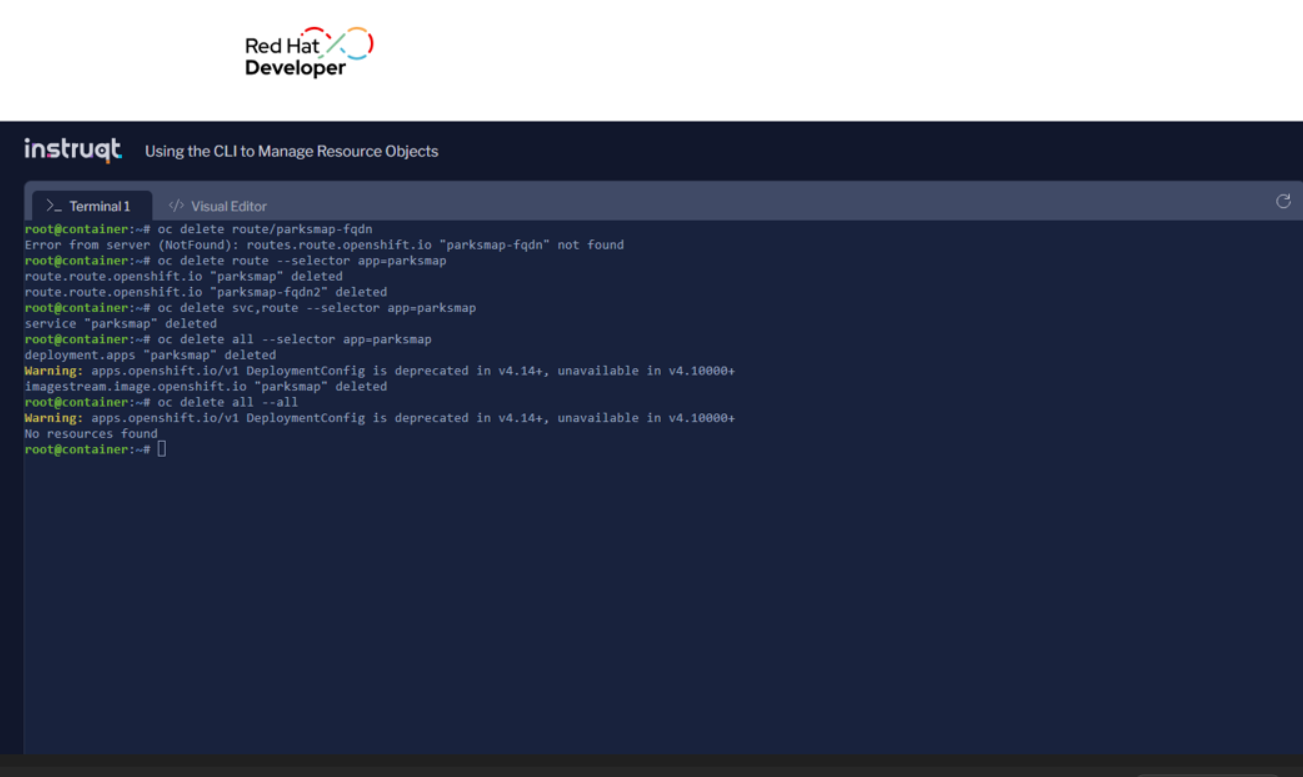 Red Hat
Developer
instruqt Using the CLI to Manage Resource Objects
>_ Terminal 1 </> Visual Editor
root@container:~# oc delete route/parksmap-fqdn
Error from server (NotFound): routes.route.openshift.io "parksmap-fqdn" not found
root@container:~# oc delete route --selector app=parksmap
route.route.openshift.io "parksmap" deleted
route.route.openshift.io "parksmap-fqdn2" deleted
root@container:~# oc delete svc,route --selector app=parksmap
service "parksmap" deleted
root@container:~# oc delete all --selector app=parksmap
deployment.apps "parksmap" deleted
Warning: apps.openshift.io/v1 DeploymentConfig is deprecated in v4.14+, unavailable in v4.10000+
imagestream.image.openshift.io "parksmap" deleted
root@container:~# oc delete all --all
Warning: apps.openshift.io/v1 DeploymentConfig is deprecated in v4.14+, unavailable in v4.10000+
No resources found
root@container:~#